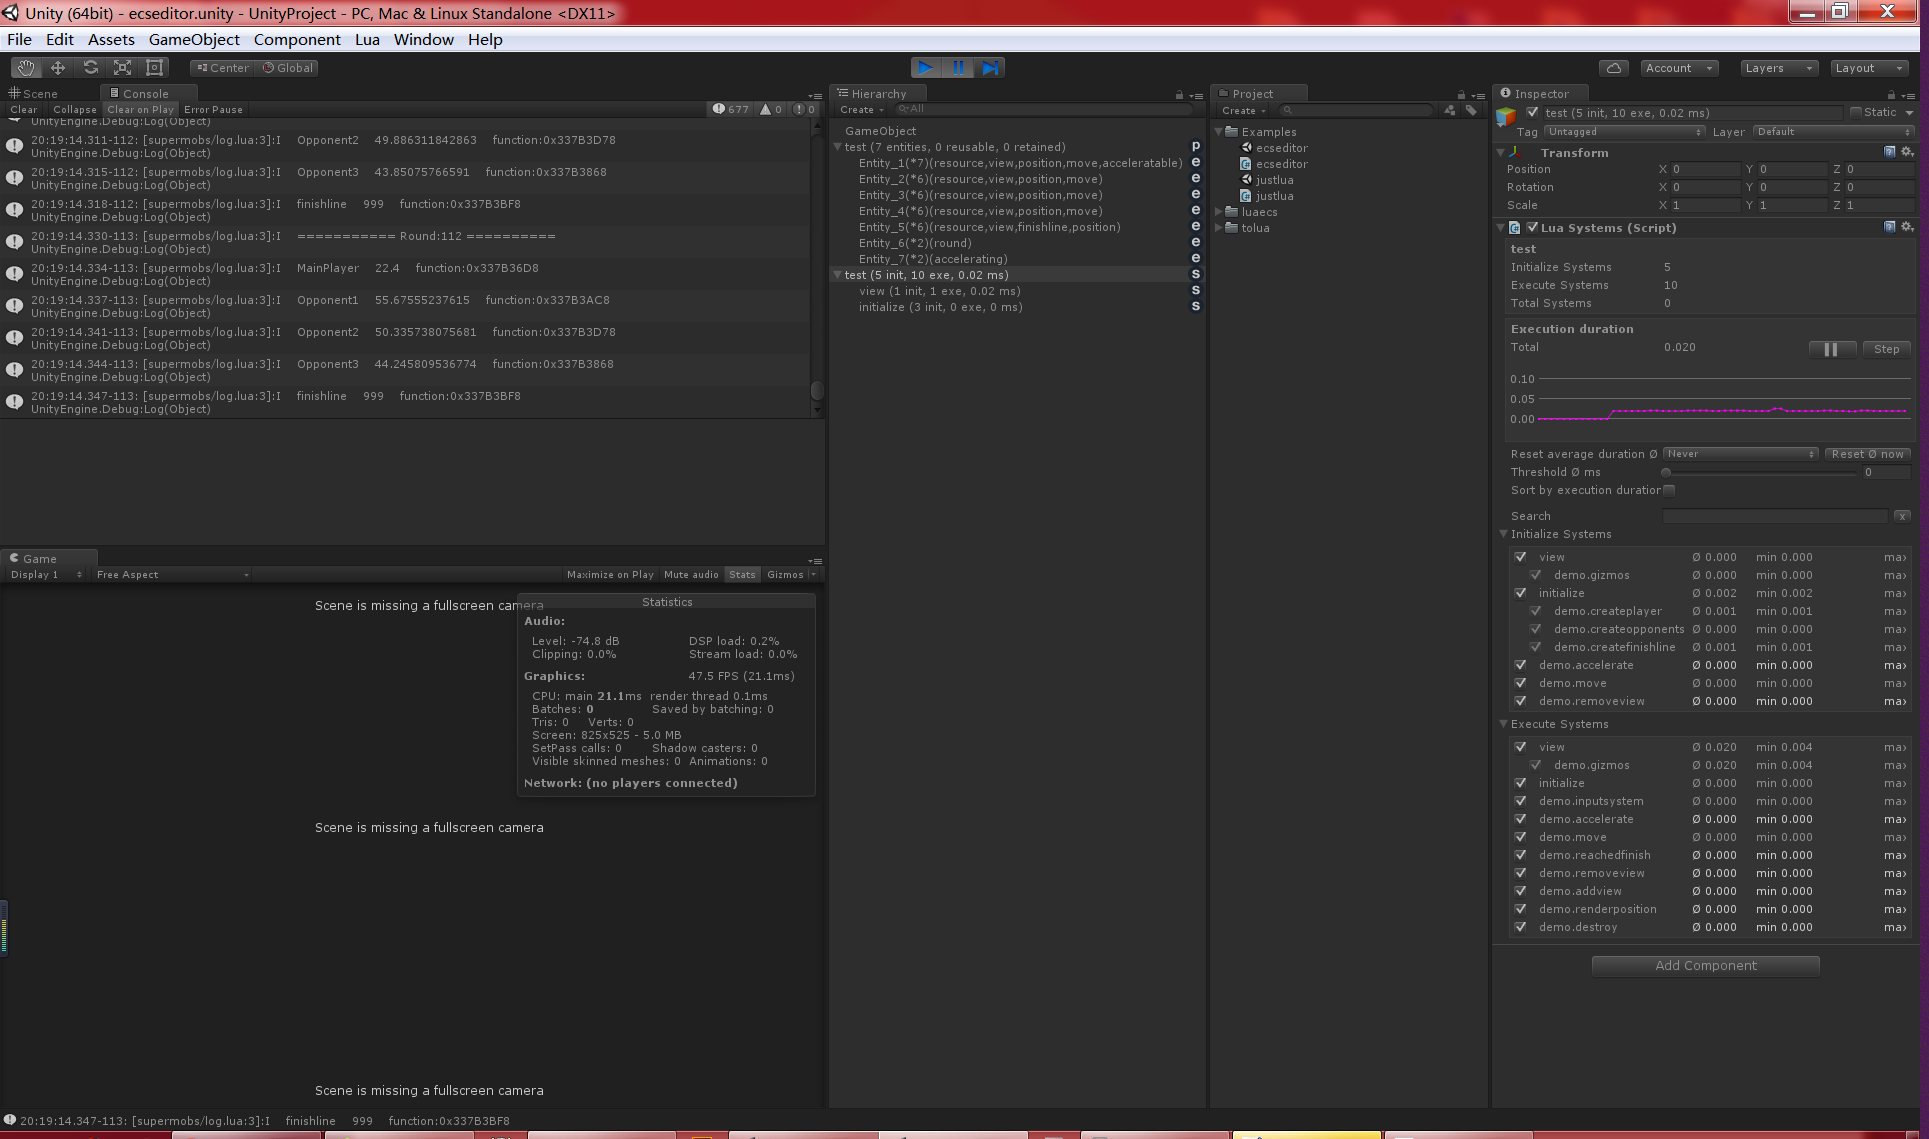 Unity (64bit) - ecseditor.unity - UnityProject - PC, Mac & Linux Standalone <DX11>
File Edit Assets GameObject Component Lua Window Help
Center Global
Account Layers Layout
Scene Console
Clear Collapse Clear on Play Error Pause 677 0 0
UnityEngine.Debug:Log(Object)
20:19:14.311-112: [supermobs/log.lua:3]:I Opponent2 49.886311842863 function:0x337B3D78
UnityEngine.Debug:Log(Object)
20:19:14.315-112: [supermobs/log.lua:3]:I Opponent3 43.85075766591 function:0x337B3868
UnityEngine.Debug:Log(Object)
20:19:14.318-112: [supermobs/log.lua:3]:I finishline 999 function:0x337B3BF8
UnityEngine.Debug:Log(Object)
20:19:14.330-113: [supermobs/log.lua:3]:I =========== Round:112 ==========
UnityEngine.Debug:Log(Object)
20:19:14.334-113: [supermobs/log.lua:3]:I MainPlayer 22.4 function:0x337B36D8
UnityEngine.Debug:Log(Object)
20:19:14.337-113: [supermobs/log.lua:3]:I Opponent1 55.67555237615 function:0x337B3AC8
UnityEngine.Debug:Log(Object)
20:19:14.341-113: [supermobs/log.lua:3]:I Opponent2 50.335738075681 function:0x337B3D78
UnityEngine.Debug:Log(Object)
20:19:14.344-113: [supermobs/log.lua:3]:I Opponent3 44.245809536774 function:0x337B3868
UnityEngine.Debug:Log(Object)
20:19:14.347-113: [supermobs/log.lua:3]:I finishline 999 function:0x337B3BF8
UnityEngine.Debug:Log(Object)
Game
Display 1 Free Aspect Maximize on Play Mute audio Stats Gizmos
Scene is missing a fullscreen camera
Statistics
Audio:
Level: -74.8 dB DSP load: 0.2%
Clipping: 0.0% Stream load: 0.0%
Graphics: 47.5 FPS (21.1ms)
CPU: main 21.1ms render thread 0.1ms
Batches: 0 Saved by batching: 0
Tris: 0 Verts: 0
Screen: 825x525 - 5.0 MB
SetPass calls: 0 Shadow casters: 0
Visible skinned meshes: 0 Animations: 0
Network: (no players connected)
Scene is missing a fullscreen camera
Scene is missing a fullscreen camera
20:19:14.347-113: [supermobs/log.lua:3]:I finishline 999 function:0x337B3BF8
Hierarchy
Create All
GameObject
test (7 entities, 0 reusable, 0 retained) p
Entity_1(*7)(resource,view,position,move,acceleratable) e
Entity_2(*6)(resource,view,position,move) e
Entity_3(*6)(resource,view,position,move) e
Entity_4(*6)(resource,view,position,move) e
Entity_5(*6)(resource,view,finishline,position) e
Entity_6(*2)(round) e
Entity_7(*2)(accelerating) e
test (5 init, 10 exe, 0.02 ms) s
view (1 init, 1 exe, 0.02 ms) s
initialize (3 init, 0 exe, 0 ms) s
Project
Create
Examples
ecseditor
ecseditor
justlua
justlua
luaecs
tolua
Inspector
test (5 init, 10 exe, 0.02 ms) Static
Tag Untagged Layer Default
Transform
Position X 0 Y 0 Z 0
Rotation X 0 Y 0 Z 0
Scale X 1 Y 1 Z 1
Lua Systems (Script)
test
Initialize Systems 5
Execute Systems 10
Total Systems 0
Execution duration
Total 0.020 Step
0.10
0.05
0.00
Reset average duration Ø Never Reset Ø now
Threshold Ø ms 0
Sort by execution duration
Search x
Initialize Systems
view Ø 0.000 min 0.000 max
demo.gizmos Ø 0.000 min 0.000 max
initialize Ø 0.002 min 0.002 max
demo.createplayer Ø 0.001 min 0.001 max
demo.createopponents Ø 0.000 min 0.000 max
demo.createfinishline Ø 0.001 min 0.001 max
demo.accelerate Ø 0.000 min 0.000 max
demo.move Ø 0.000 min 0.000 max
demo.removeview Ø 0.000 min 0.000 max
Execute Systems
view Ø 0.020 min 0.004 max
demo.gizmos Ø 0.020 min 0.004 max
initialize Ø 0.000 min 0.000 max
demo.inputsystem Ø 0.000 min 0.000 max
demo.accelerate Ø 0.000 min 0.000 max
demo.move Ø 0.000 min 0.000 max
demo.reachedfinish Ø 0.000 min 0.000 max
demo.removeview Ø 0.000 min 0.000 max
demo.addview Ø 0.000 min 0.000 max
demo.renderposition Ø 0.000 min 0.000 max
demo.destroy Ø 0.000 min 0.000 max
Add Component